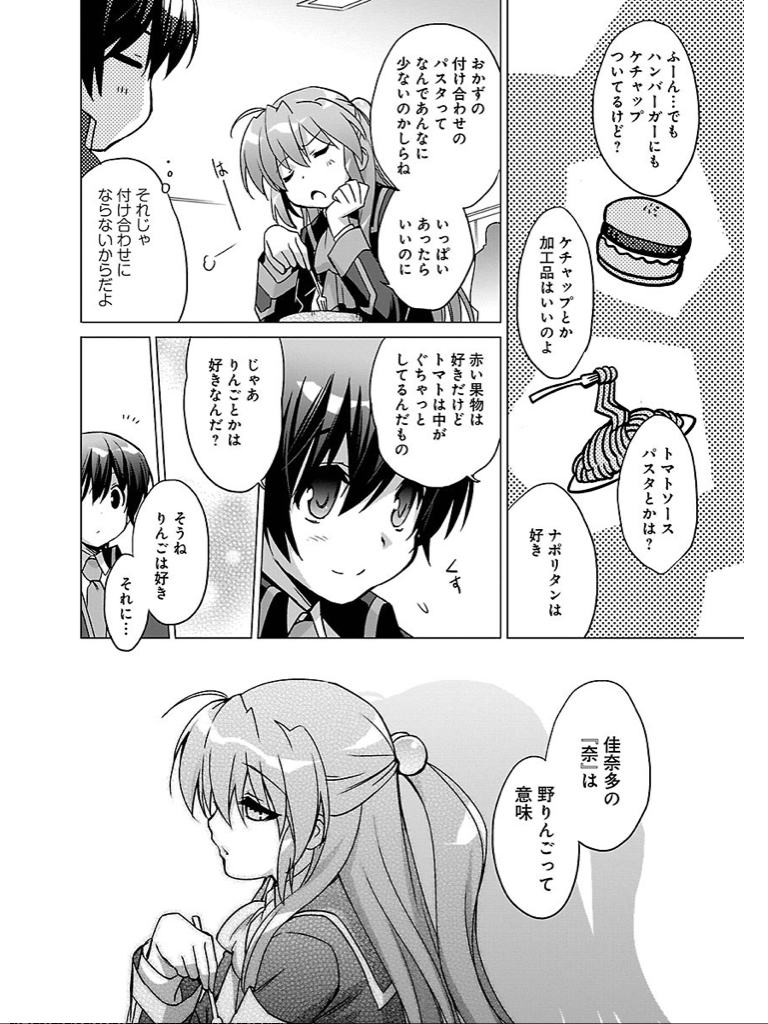 ふーん…でも
ハンバーガーにも
ケチャップ
ついてるけど？
ケチャップとか
加工品はいいのよ
トマトソース
パスタとかは？
ナポリタンは
好き
おかずの
付け合わせの
パスタって
なんであんなに
少ないのかしらね
いっぱい
あったら
いいのに
は
それじゃ
付け合わせに
ならないからだよ
赤い果物は
好きだけど
トマトは中が
ぐちゃっと
してるんだもの
くす
じゃあ
りんごとかは
好きなんだ？
そうね
りんごは好き
それに…
佳奈多の
『奈』は
野りんごって
意味